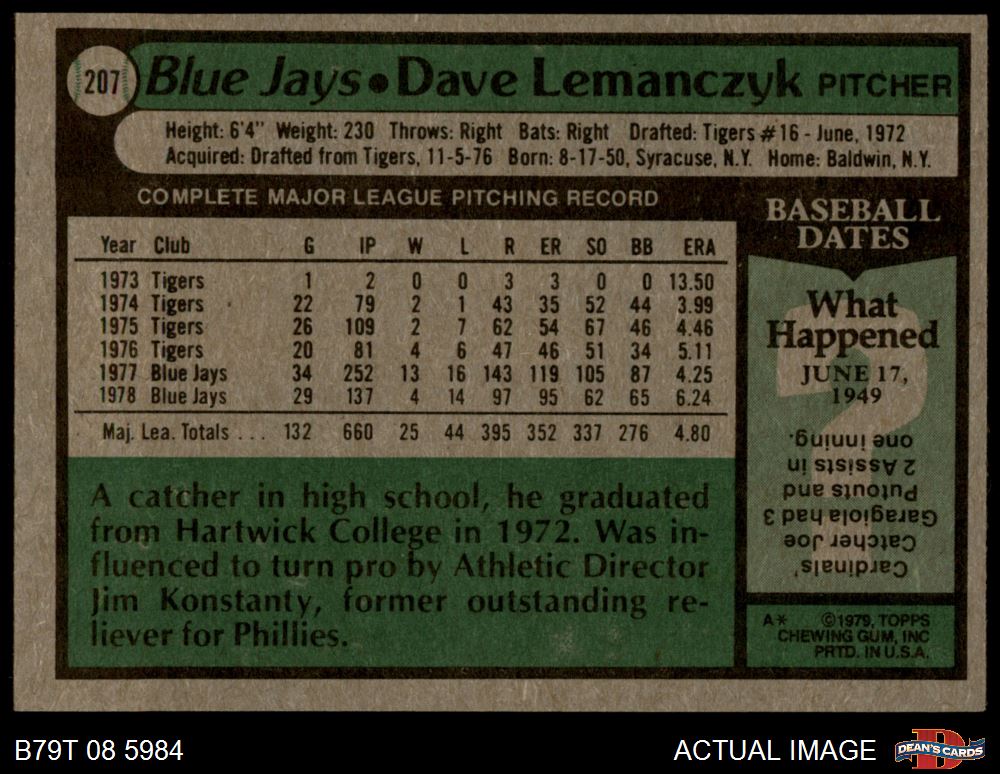 207 Blue Jays • Dave Lemanczyk PITCHER
Height: 6'4" Weight: 230 Throws: Right Bats: Right Drafted: Tigers #16 - June, 1972
Acquired: Drafted from Tigers, 11-5-76 Born: 8-17-50, Syracuse, N.Y. Home: Baldwin, N.Y.
COMPLETE MAJOR LEAGUE PITCHING RECORD
Year Club G IP W L R ER SO BB ERA
1973 Tigers 1 2 0 0 3 3 0 0 13.50
1974 Tigers 22 79 2 1 43 35 52 44 3.99
1975 Tigers 26 109 2 7 62 54 67 46 4.46
1976 Tigers 20 81 4 6 47 46 51 34 5.11
1977 Blue Jays 34 252 13 16 143 119 105 87 4.25
1978 Blue Jays 29 137 4 14 97 95 62 65 6.24
Maj. Lea. Totals . . . 132 660 25 44 395 352 337 276 4.80
A catcher in high school, he graduated
from Hartwick College in 1972. Was in-
fluenced to turn pro by Athletic Director
Jim Konstanty, former outstanding re-
liever for Phillies.
BASEBALL
DATES
What
Happened
JUNE 17,
1949
Cardinals'
Catcher Joe
Garagiola had 3
Putouts and
2 Assists in
one inning.
A* ©1979, TOPPS
CHEWING GUM, INC
PRTD. IN U.S.A.
B79T 08 5984
ACTUAL IMAGE
D
DEAN'S CARDS